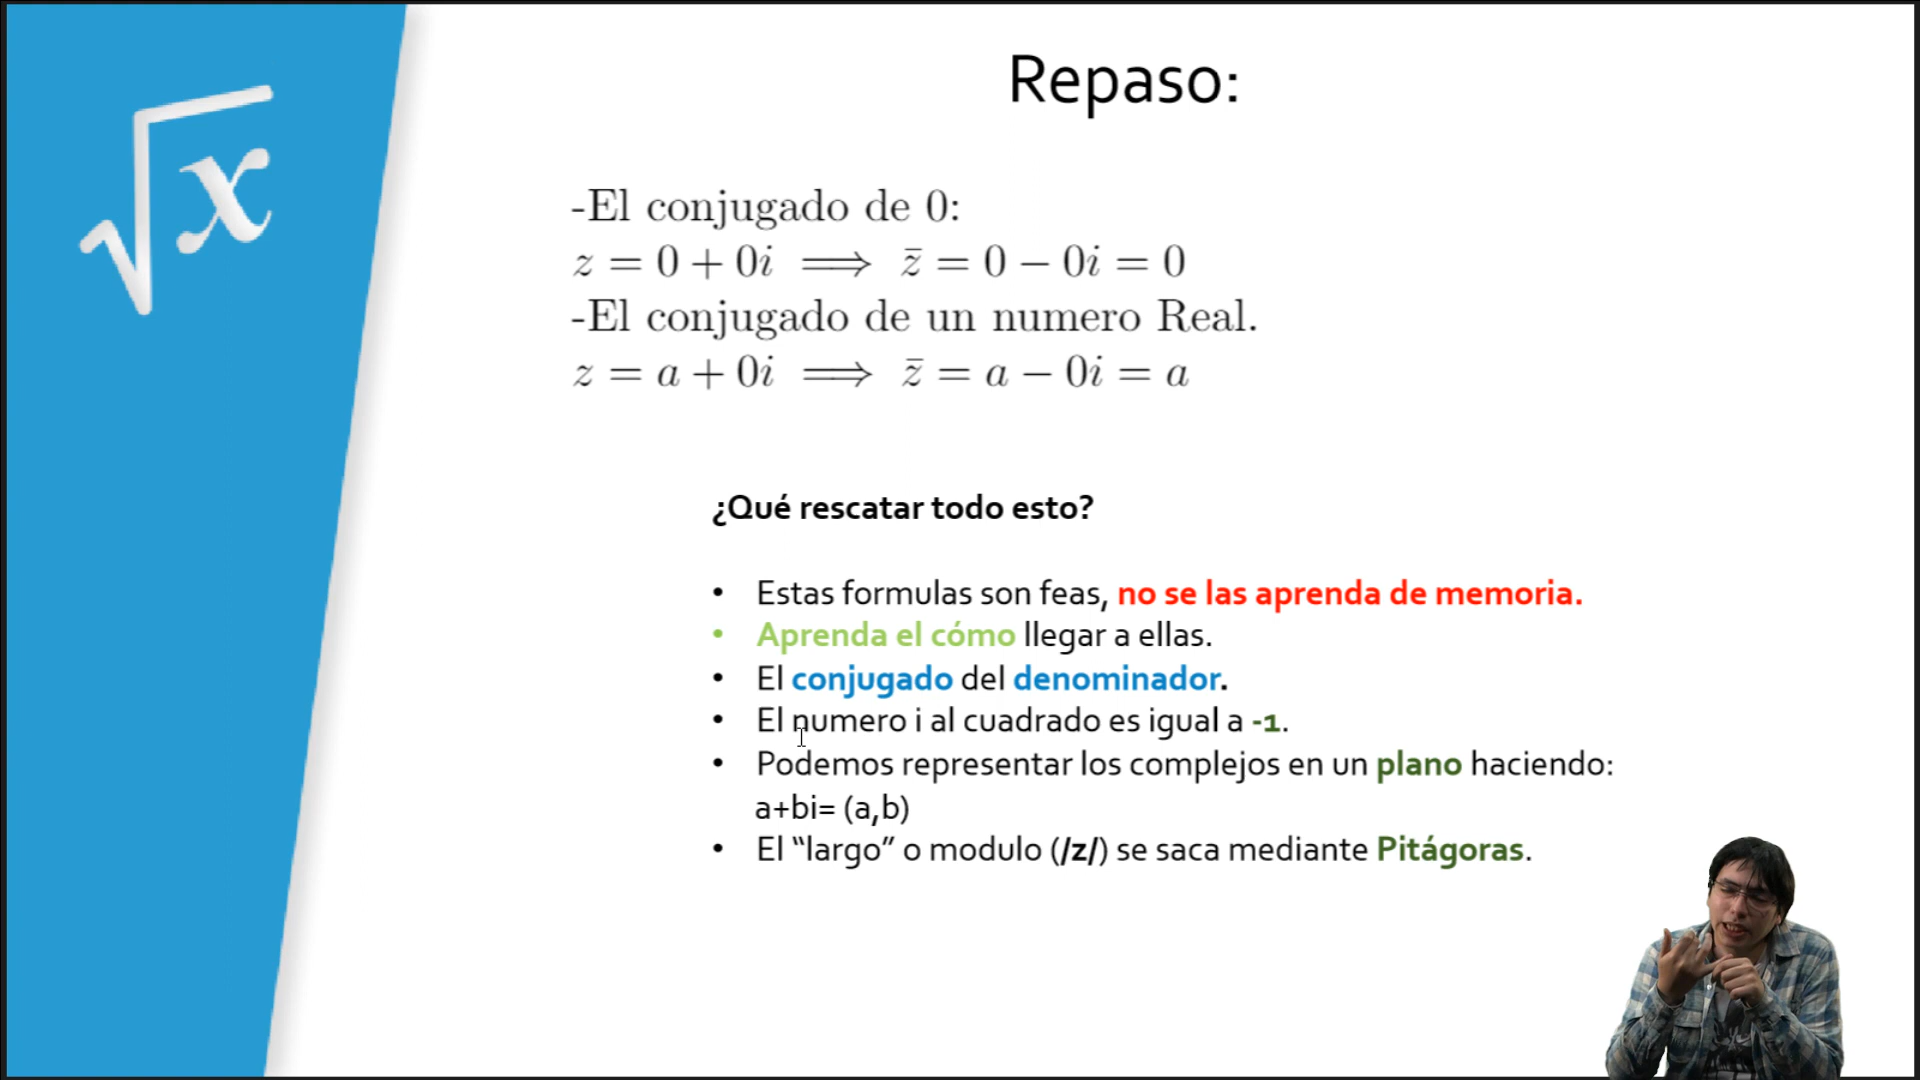 √x
Repaso:
-El conjugado de 0:
z = 0 + 0i ⟹ z̄ = 0 − 0i = 0
-El conjugado de un numero Real.
z = a + 0i ⟹ z̄ = a − 0i = a
¿Qué rescatar todo esto?
• Estas formulas son feas, no se las aprenda de memoria.
• Aprenda el cómo llegar a ellas.
• El conjugado del denominador.
• El numero i al cuadrado es igual a -1.
• Podemos representar los complejos en un plano haciendo:
a+bi= (a,b)
• El “largo” o modulo (/z/) se saca mediante Pitágoras.